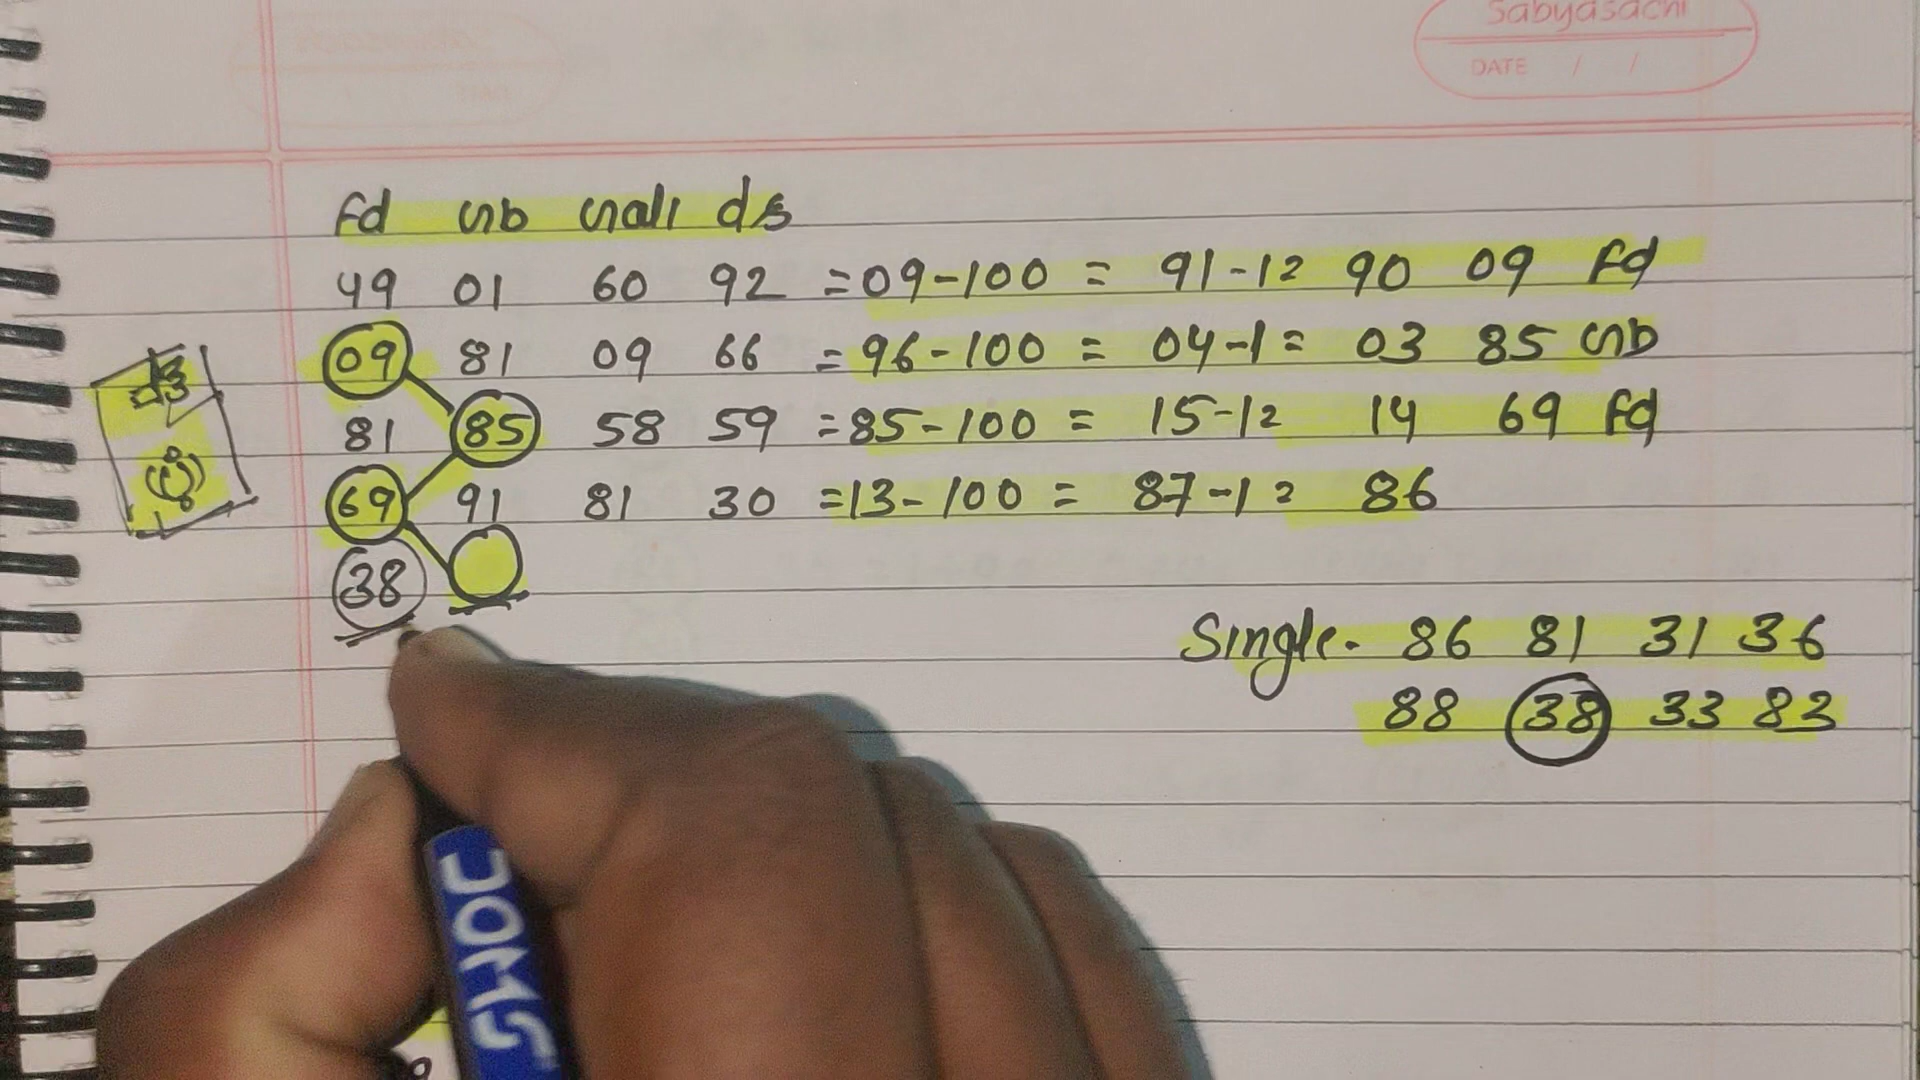 Sabyasachi
DATE / /
Fd GB Gali ds
49 01 60 92 = 09-100 = 91-1= 90 09 Fd
09 81 09 66 = 96-100 = 04-1= 03 85 GB
81 85 58 59 = 85-100 = 15-1= 14 69 Fd
69 91 81 30 = 13-100 = 87-1= 86
38
Single. 86 81 31 36
88 38 33 83
DOMS